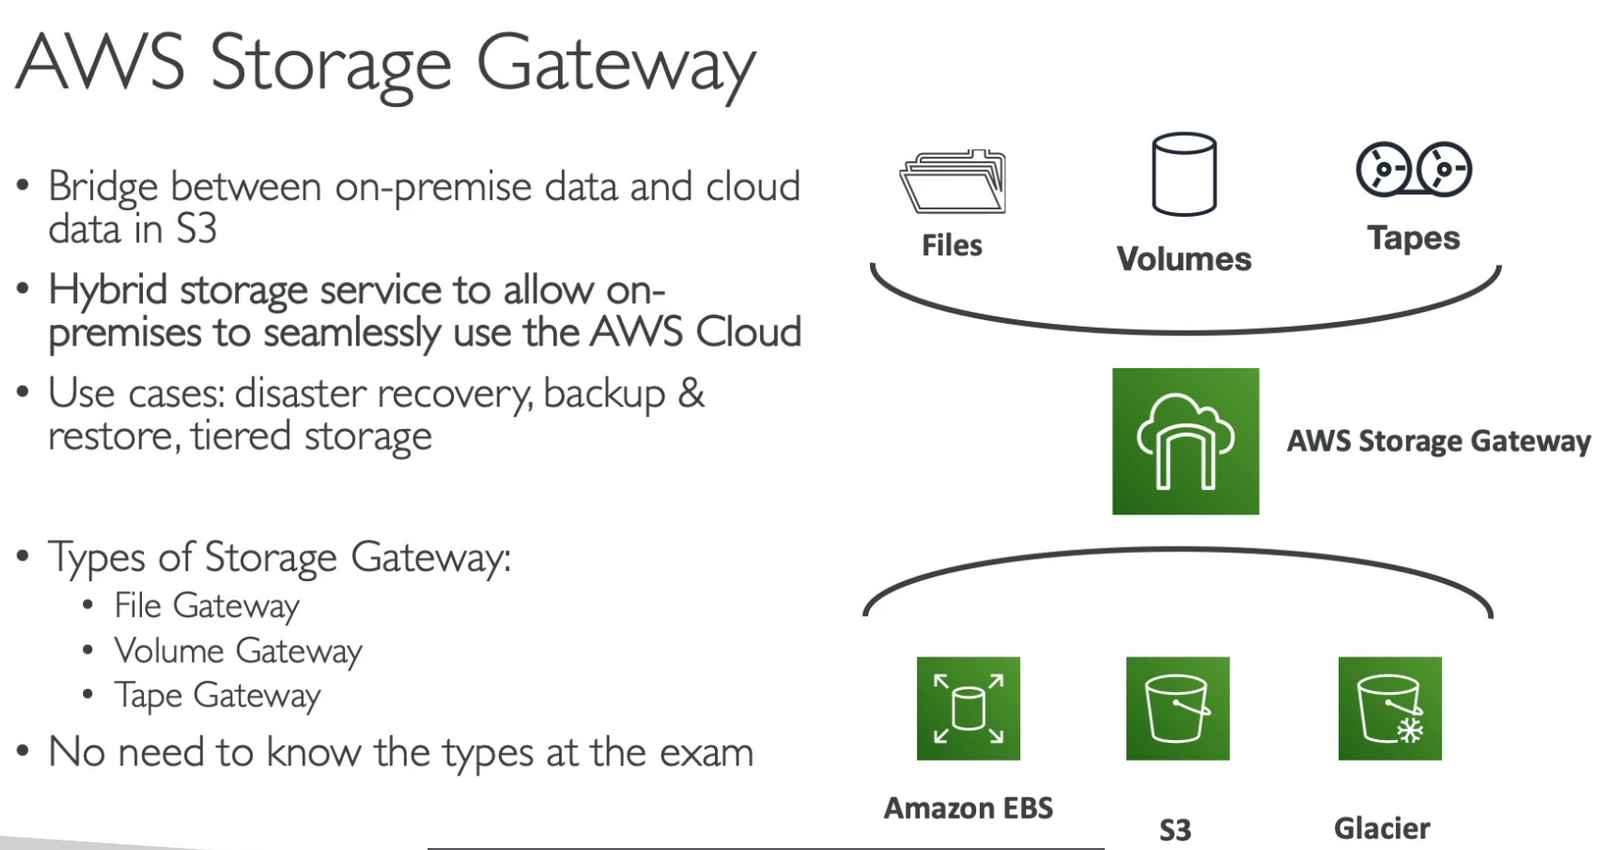 AWS Storage Gateway
• Bridge between on-premise data and cloud
data in S3
• Hybrid storage service to allow on-
premises to seamlessly use the AWS Cloud
• Use cases: disaster recovery, backup &
restore, tiered storage
• Types of Storage Gateway:
• File Gateway
• Volume Gateway
• Tape Gateway
• No need to know the types at the exam
Files
Volumes
Tapes
AWS Storage Gateway
Amazon EBS
S3
Glacier